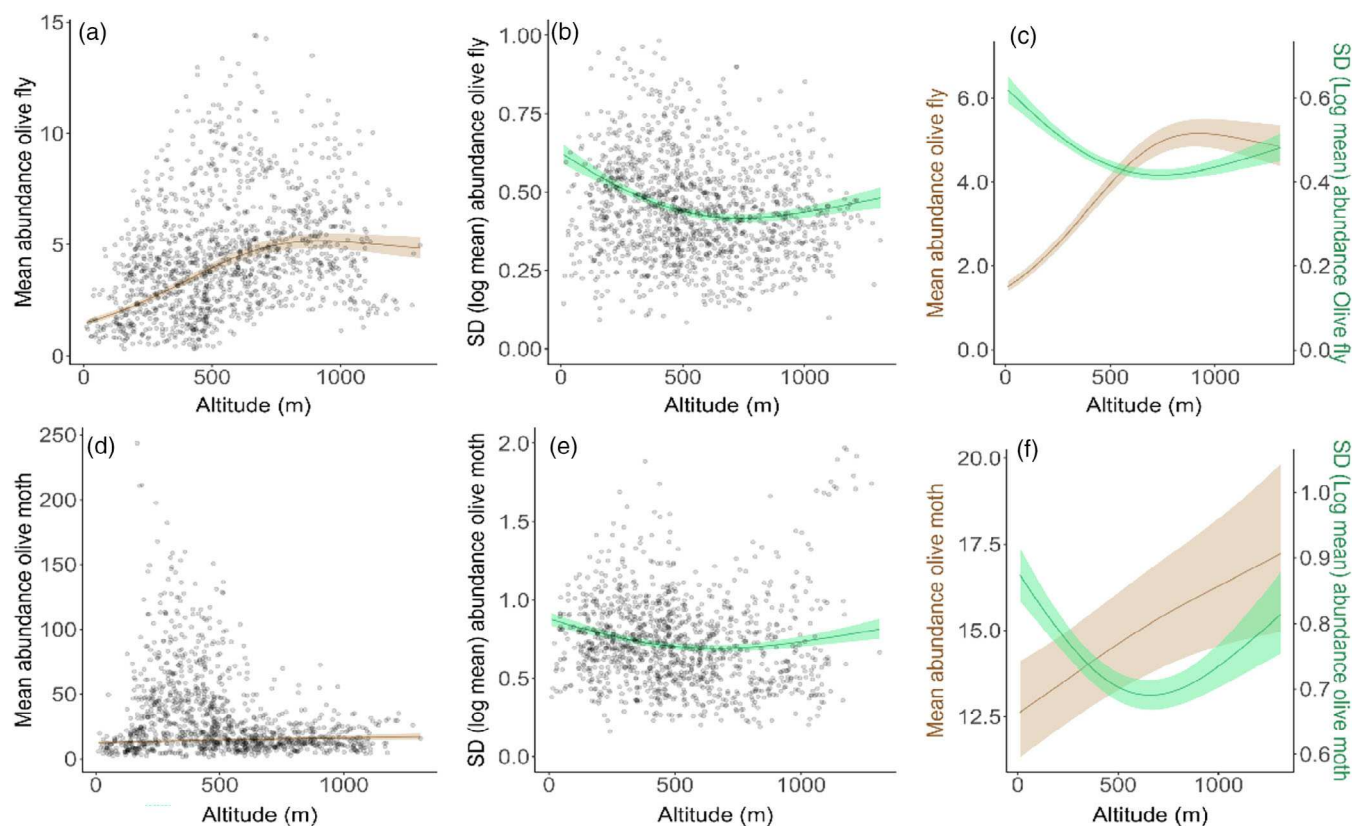 (a)
Mean abundance olive fly
15
10
5
0
0 500 1000
Altitude (m)
(b)
SD (log mean) abundance olive fly
1.00
0.75
0.50
0.25
0.00
0 500 1000
Altitude (m)
(c)
Mean abundance olive fly
6.0
4.0
2.0
0.0
0 500 1000
Altitude (m)
0.6
0.4
0.2
0.0
SD (Log mean) abundance Olive fly
(d)
Mean abundance olive moth
250
200
150
100
50
0
0 500 1000
Altitude (m)
(e)
SD (log mean) abundance olive moth
2.0
1.5
1.0
0.5
0.0
0 500 1000
Altitude (m)
(f)
Mean abundance olive moth
20.0
17.5
15.0
12.5
0 500 1000
Altitude (m)
1.0
0.9
0.8
0.7
0.6
SD (Log mean) abundance olive moth